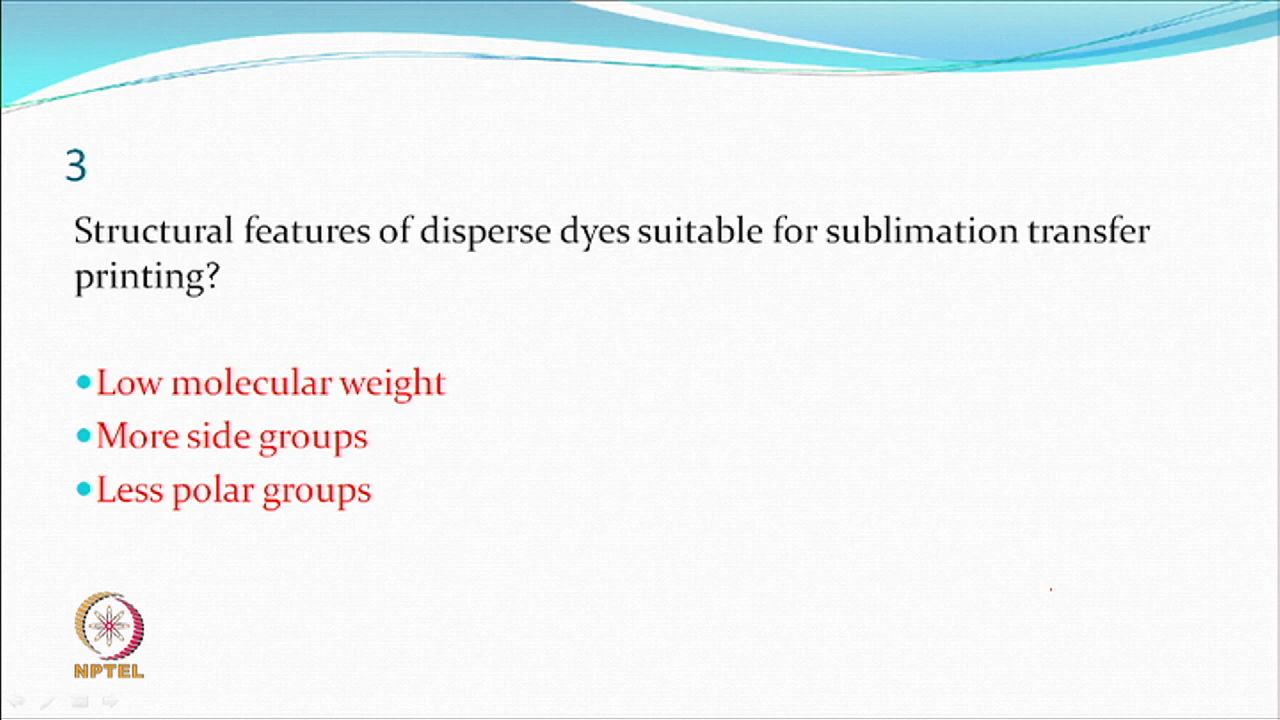 3
Structural features of disperse dyes suitable for sublimation transfer
printing?
Low molecular weight
More side groups
Less polar groups
NPTEL